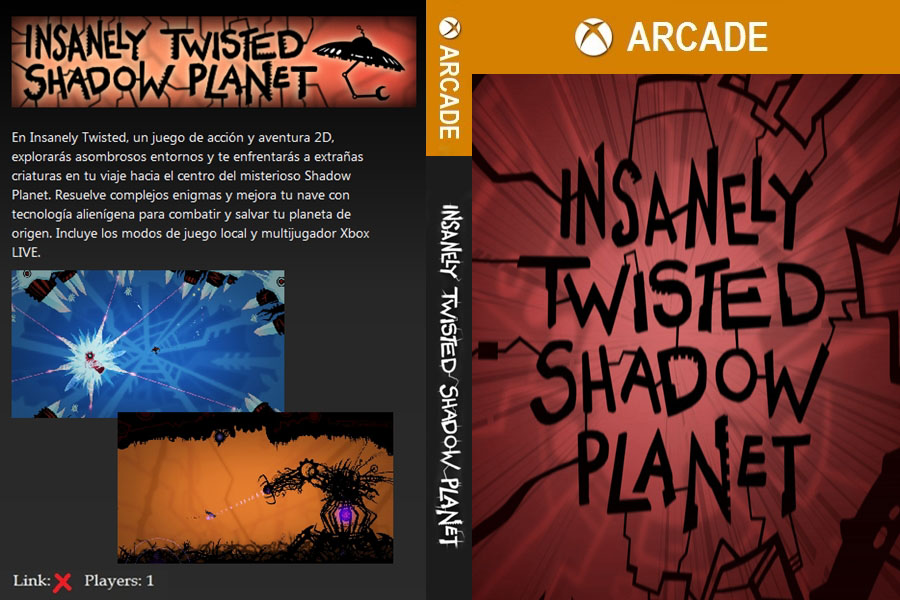 INSANELY TWISTED
SHADOW PLANET
En Insanely Twisted, un juego de acción y aventura 2D,
explorarás asombrosos entornos y te enfrentarás a extrañas
criaturas en tu viaje hacia el centro del misterioso Shadow
Planet. Resuelve complejos enigmas y mejora tu nave con
tecnología alienígena para combatir y salvar tu planeta de
origen. Incluye los modos de juego local y multijugador Xbox
LIVE.
Link: Players: 1
ARCADE
INSANELY TWISTED SHADOW PLANET
ARCADE
INSANELY
TWISTED
SHADOW
PLANET